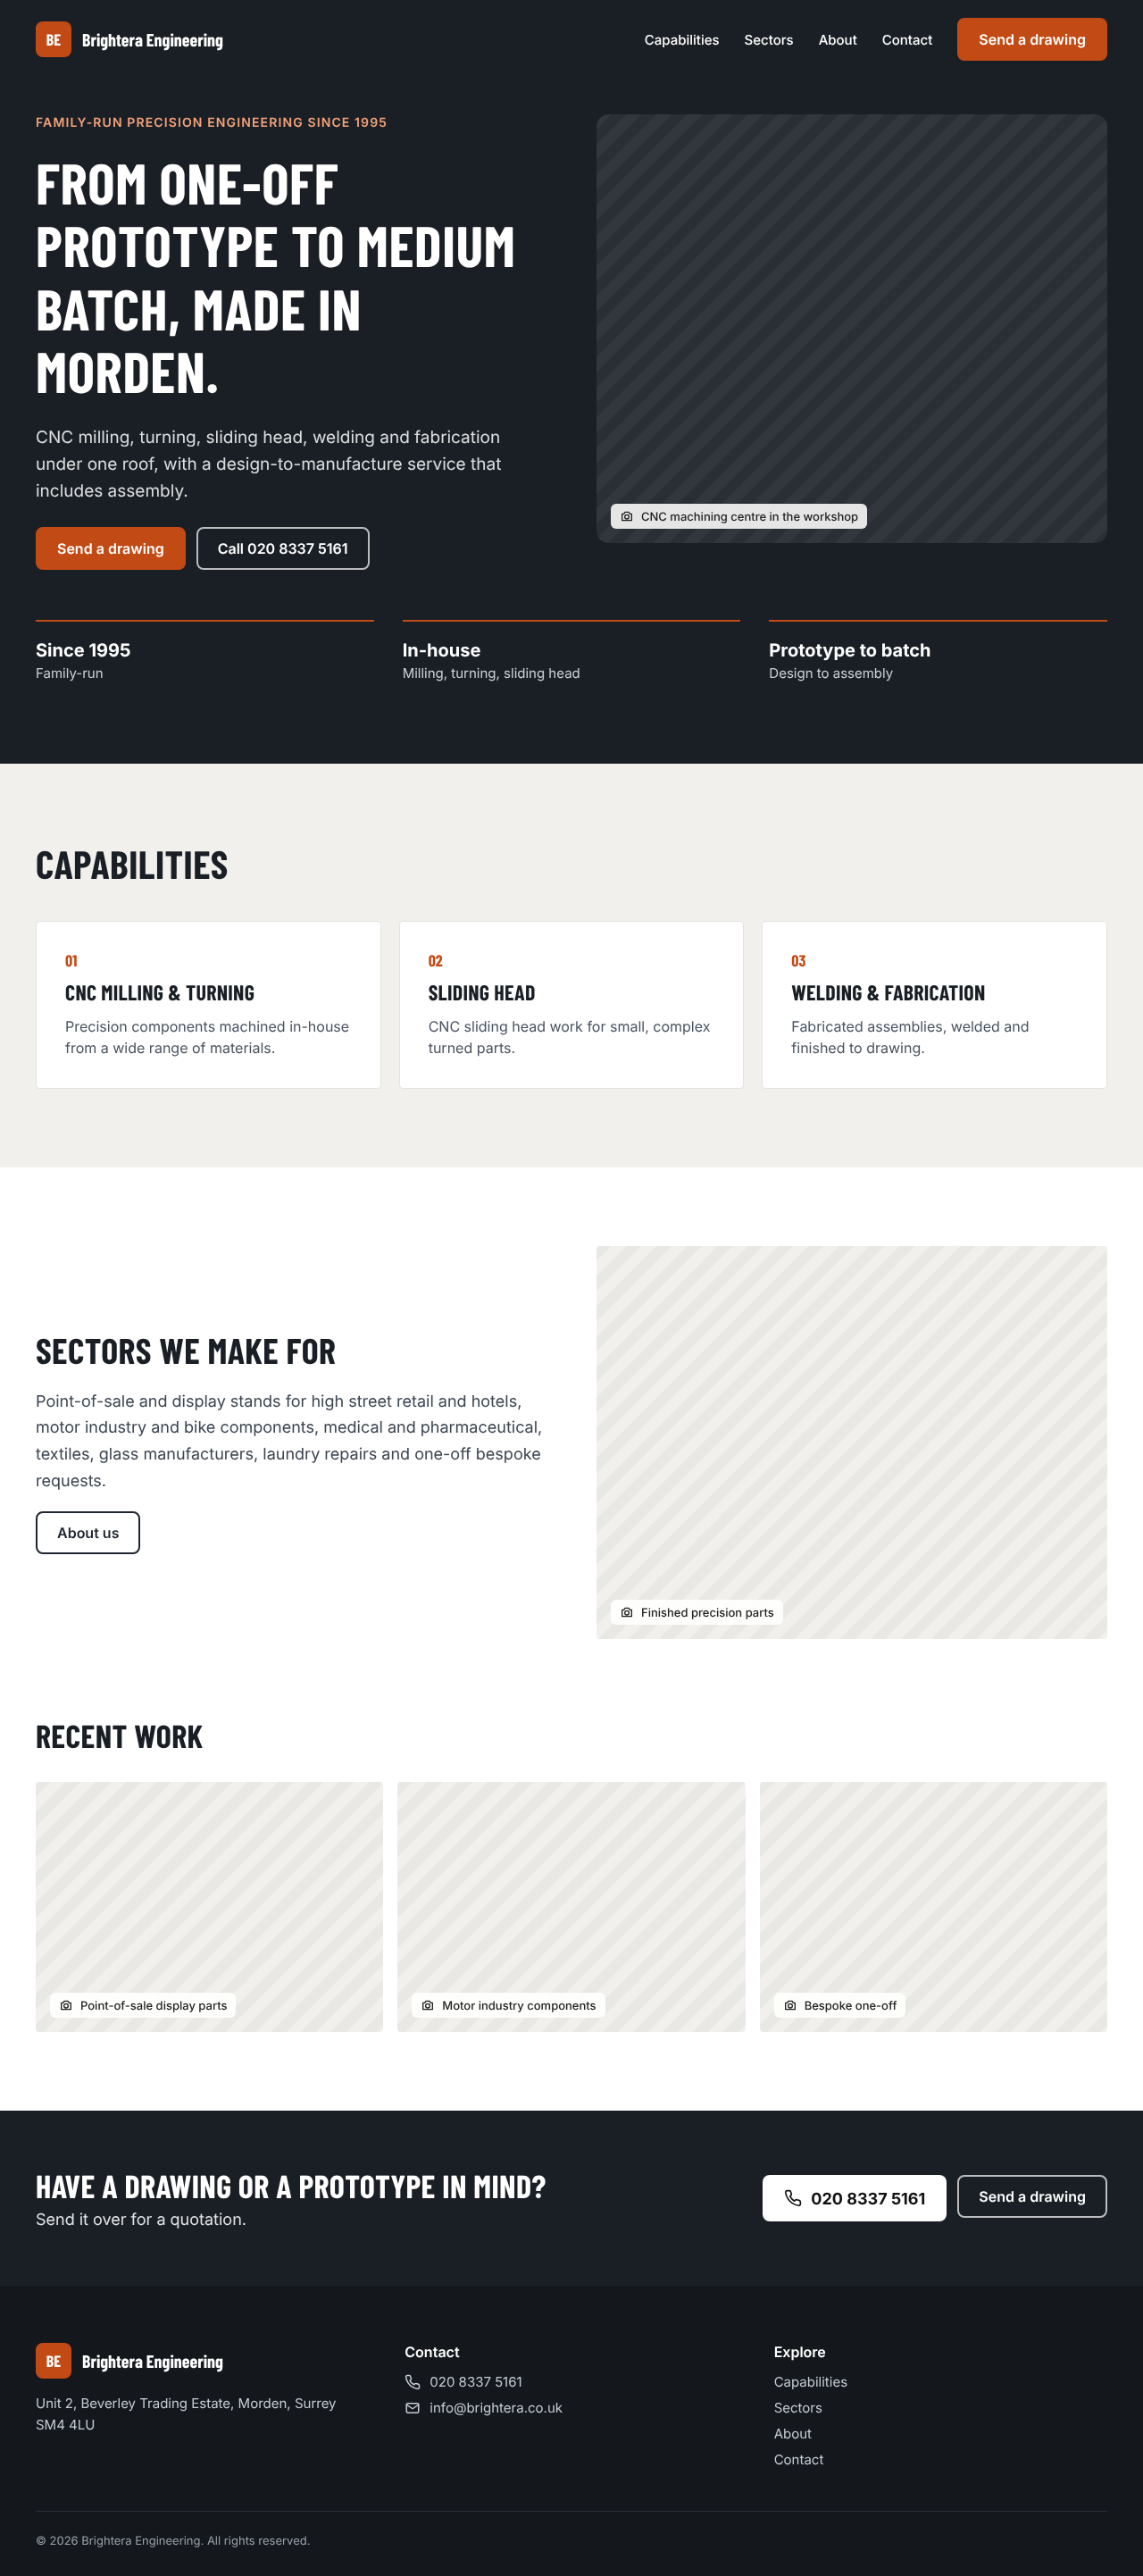 BE Brightera Engineering
Capabilities Sectors About Contact Send a drawing
FAMILY-RUN PRECISION ENGINEERING SINCE 1995
FROM ONE-OFF
PROTOTYPE TO MEDIUM
BATCH, MADE IN
MORDEN.
CNC milling, turning, sliding head, welding and fabrication
under one roof, with a design-to-manufacture service that
includes assembly.
Send a drawing Call 020 8337 5161
CNC machining centre in the workshop
Since 1995
Family-run
In-house
Milling, turning, sliding head
Prototype to batch
Design to assembly
CAPABILITIES
01
CNC MILLING & TURNING
Precision components machined in-house
from a wide range of materials.
02
SLIDING HEAD
CNC sliding head work for small, complex
turned parts.
03
WELDING & FABRICATION
Fabricated assemblies, welded and
finished to drawing.
SECTORS WE MAKE FOR
Point-of-sale and display stands for high street retail and hotels,
motor industry and bike components, medical and pharmaceutical,
textiles, glass manufacturers, laundry repairs and one-off bespoke
requests.
About us
Finished precision parts
RECENT WORK
Point-of-sale display parts
Motor industry components
Bespoke one-off
HAVE A DRAWING OR A PROTOTYPE IN MIND?
Send it over for a quotation.
020 8337 5161
Send a drawing
BE Brightera Engineering
Unit 2, Beverley Trading Estate, Morden, Surrey
SM4 4LU
Contact
020 8337 5161
info@brightera.co.uk
Explore
Capabilities
Sectors
About
Contact
© 2026 Brightera Engineering. All rights reserved.